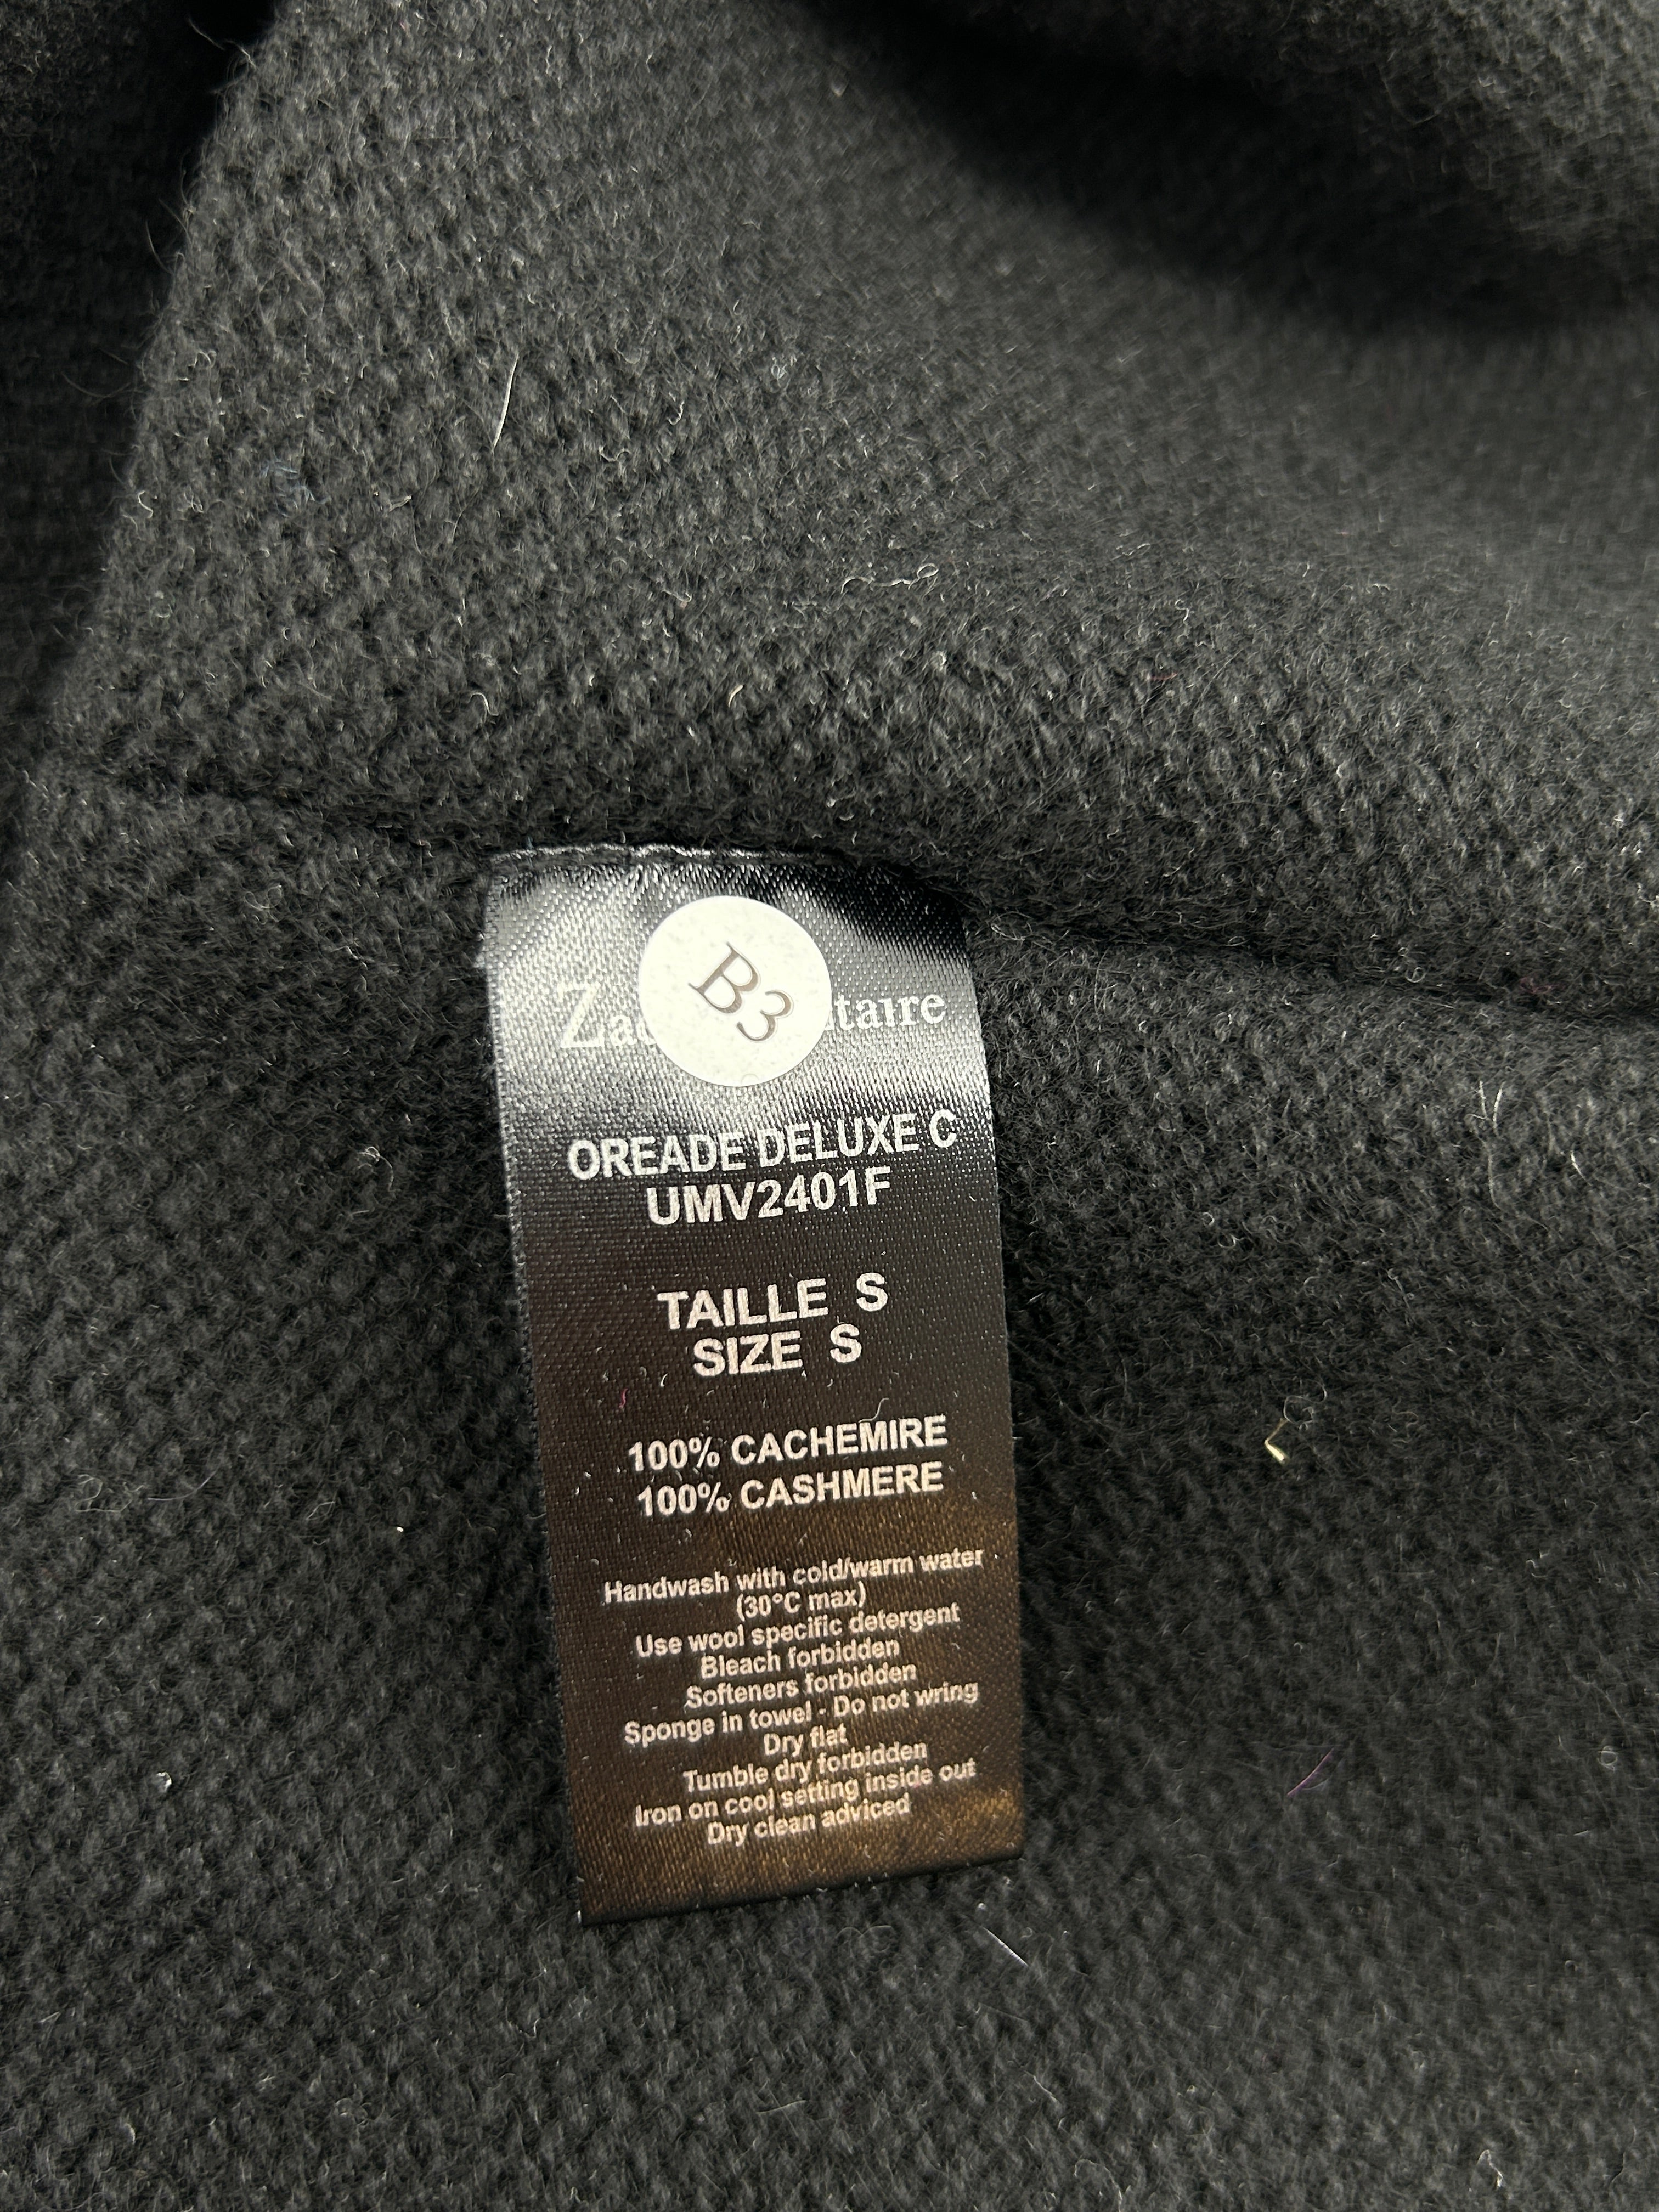 B3
Za taire
OREADE DELUXE C
UMV2401F
TAILLE S
SIZE S
100% CACHEMIRE
100% CASHMERE
Handwash with cold/warm water
(30°C max)
Use wool specific detergent
Bleach forbidden
Softeners forbidden
Sponge in towel - Do not wring
Dry flat
Tumble dry forbidden
Iron on cool setting inside out
Dry clean adviced